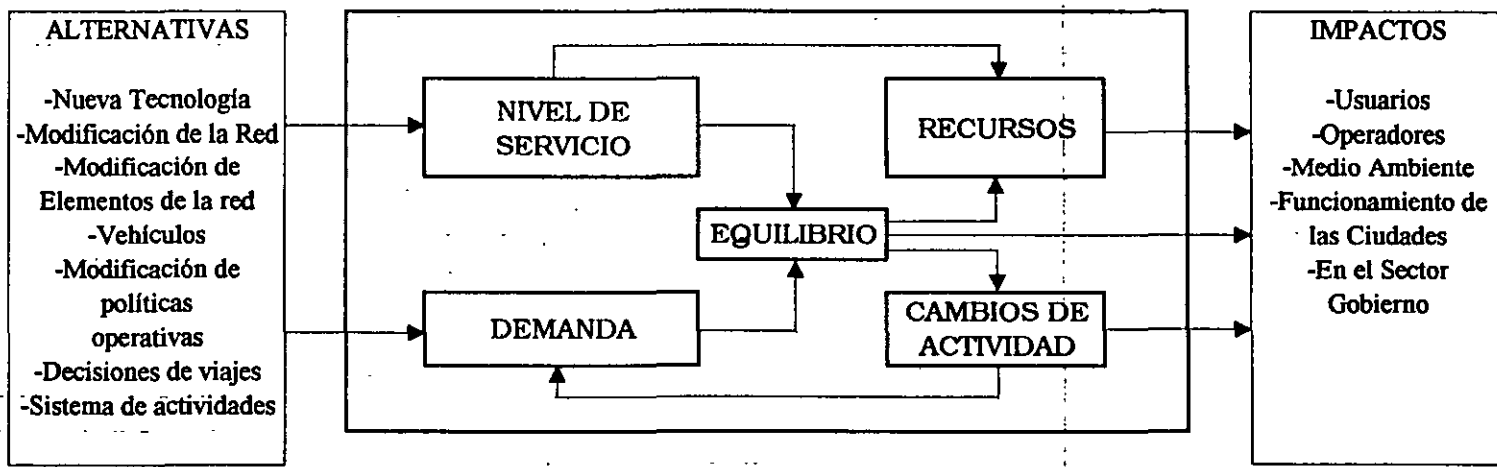 ALTERNATIVAS
-Nueva Tecnología
-Modificación de la Red
-Modificación de
Elementos de la red
-Vehículos
-Modificación de
políticas
operativas
-Decisiones de viajes
-Sistema de actividades
NIVEL DE
SERVICIO
RECURSOS
EQUILIBRIO
DEMANDA
CAMBIOS DE
ACTIVIDAD
IMPACTOS
-Usuarios
-Operadores
-Medio Ambiente
-Funcionamiento de
las Ciudades
-En el Sector
Gobierno